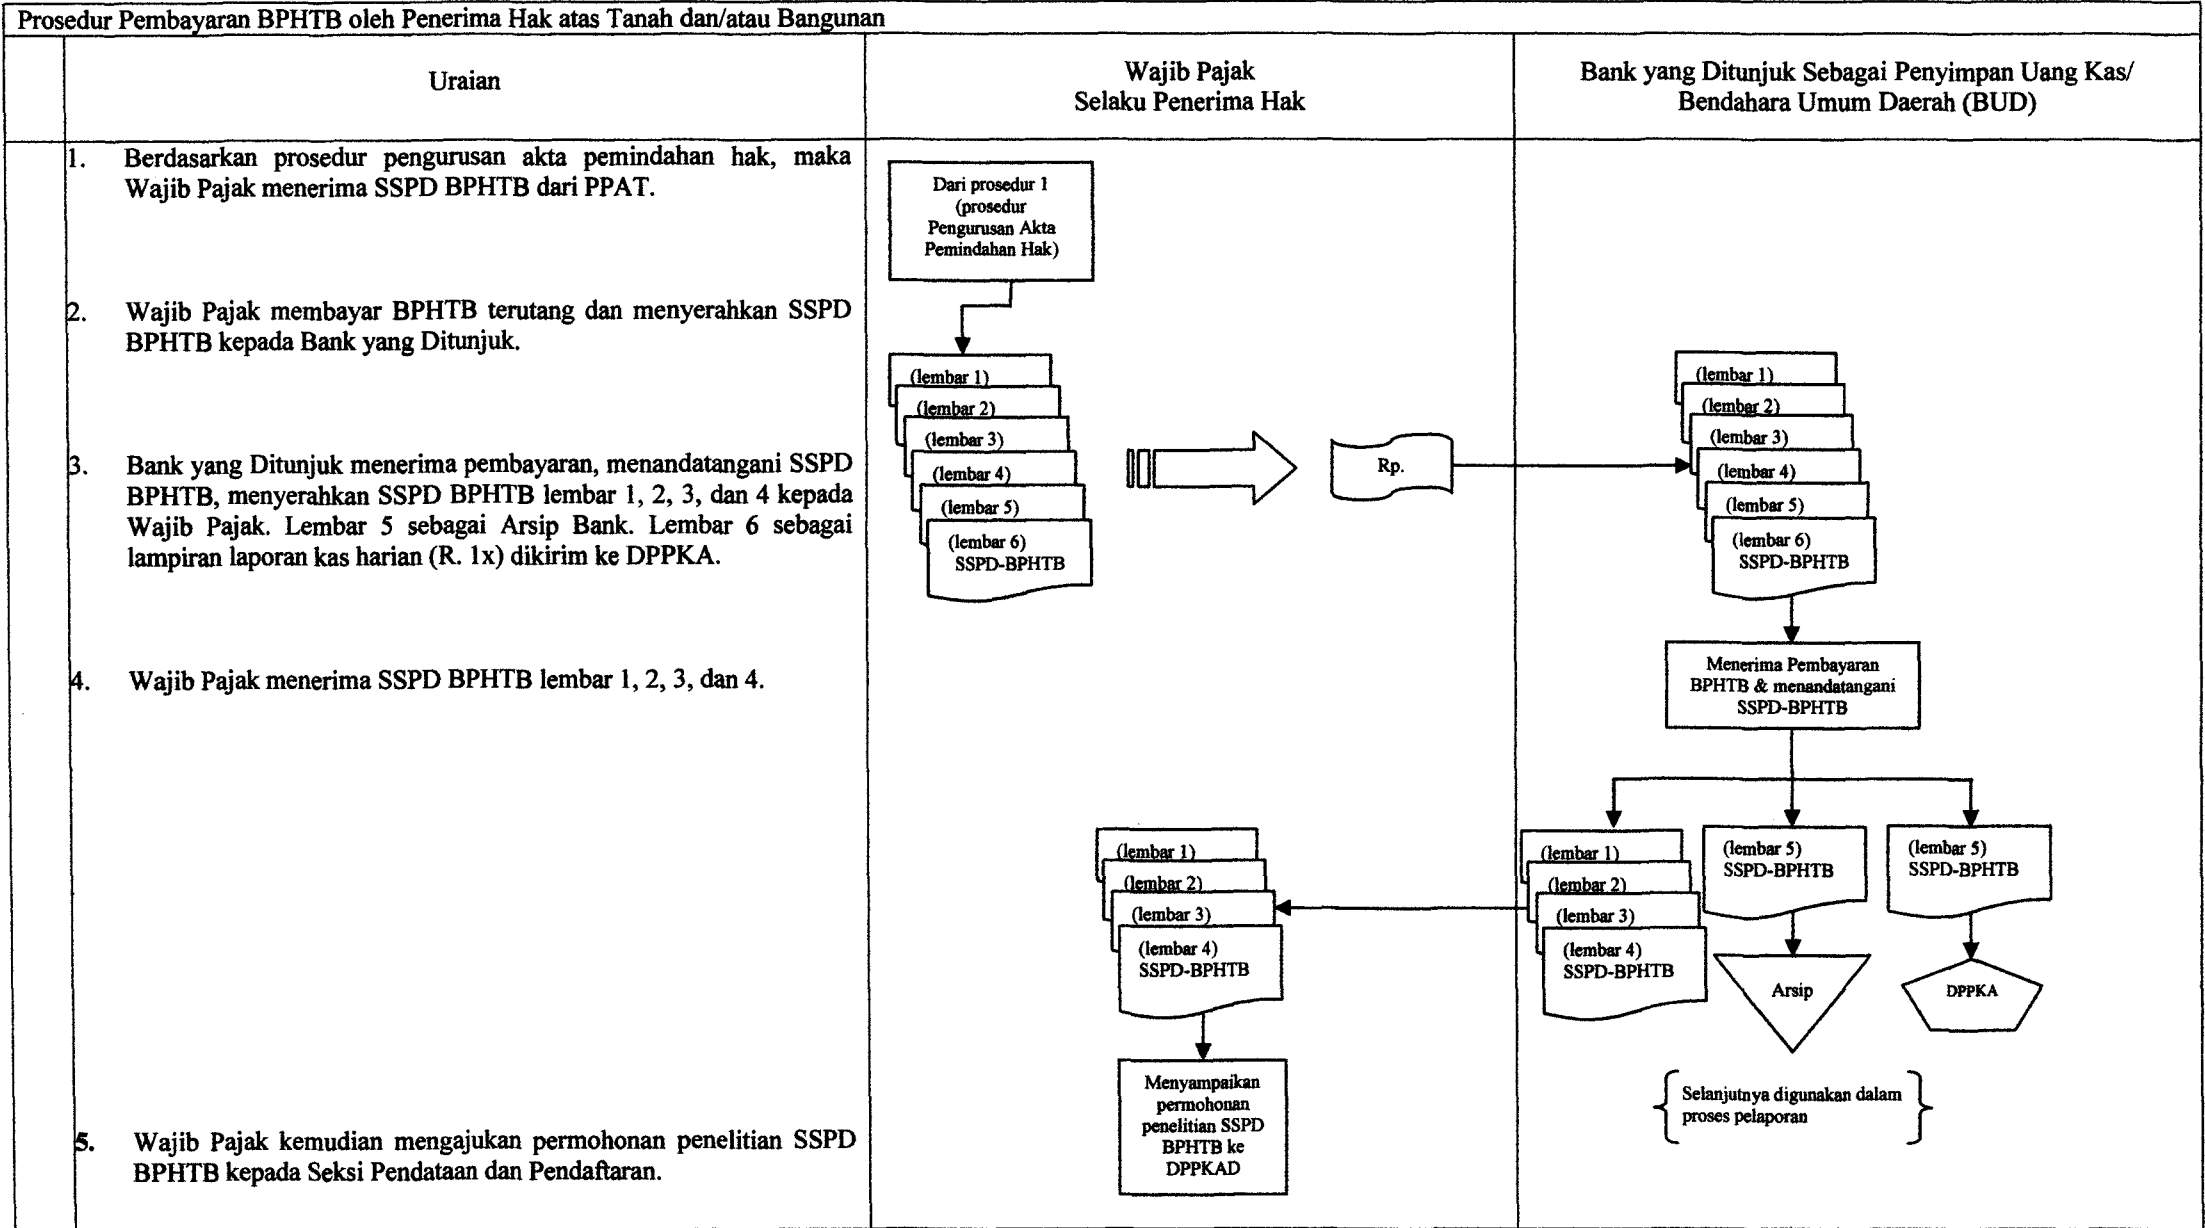 Prosedur Pembayaran BPHTB oleh Penerima Hak atas Tanah dan/atau Bangunan
Uraian
Wajib Pajak
Selaku Penerima Hak
Bank yang Ditunjuk Sebagai Penyimpan Uang Kas/
Bendahara Umum Daerah (BUD)
1. Berdasarkan prosedur pengurusan akta pemindahan hak, maka
Wajib Pajak menerima SSPD BPHTB dari PPAT.
2. Wajib Pajak membayar BPHTB terutang dan menyerahkan SSPD
BPHTB kepada Bank yang Ditunjuk.
3. Bank yang Ditunjuk menerima pembayaran, menandatangani SSPD
BPHTB, menyerahkan SSPD BPHTB lembar 1, 2, 3, dan 4 kepada
Wajib Pajak. Lembar 5 sebagai Arsip Bank. Lembar 6 sebagai
lampiran laporan kas harian (R. 1x) dikirim ke DPPKA.
4. Wajib Pajak menerima SSPD BPHTB lembar 1, 2, 3, dan 4.
5. Wajib Pajak kemudian mengajukan permohonan penelitian SSPD
BPHTB kepada Seksi Pendataan dan Pendaftaran.
Dari prosedur 1
(prosedur
Pengurusan Akta
Pemindahan Hak)
(lembar 1)
(lembar 2)
(lembar 3)
(lembar 4)
(lembar 5)
(lembar 6)
SSPD-BPHTB
Rp.
(lembar 1)
(lembar 2)
(lembar 3)
(lembar 4)
SSPD-BPHTB
Menyampaikan
permohonan
penelitian SSPD
BPHTB ke
DPPKAD
(lembar 1)
(lembar 2)
(lembar 3)
(lembar 4)
(lembar 5)
(lembar 6)
SSPD-BPHTB
Menerima Pembayaran
BPHTB & menandatangani
SSPD-BPHTB
(lembar 1)
(lembar 2)
(lembar 3)
(lembar 4)
SSPD-BPHTB
(lembar 5)
SSPD-BPHTB
(lembar 5)
SSPD-BPHTB
Arsip
DPPKA
Selanjutnya digunakan dalam
proses pelaporan